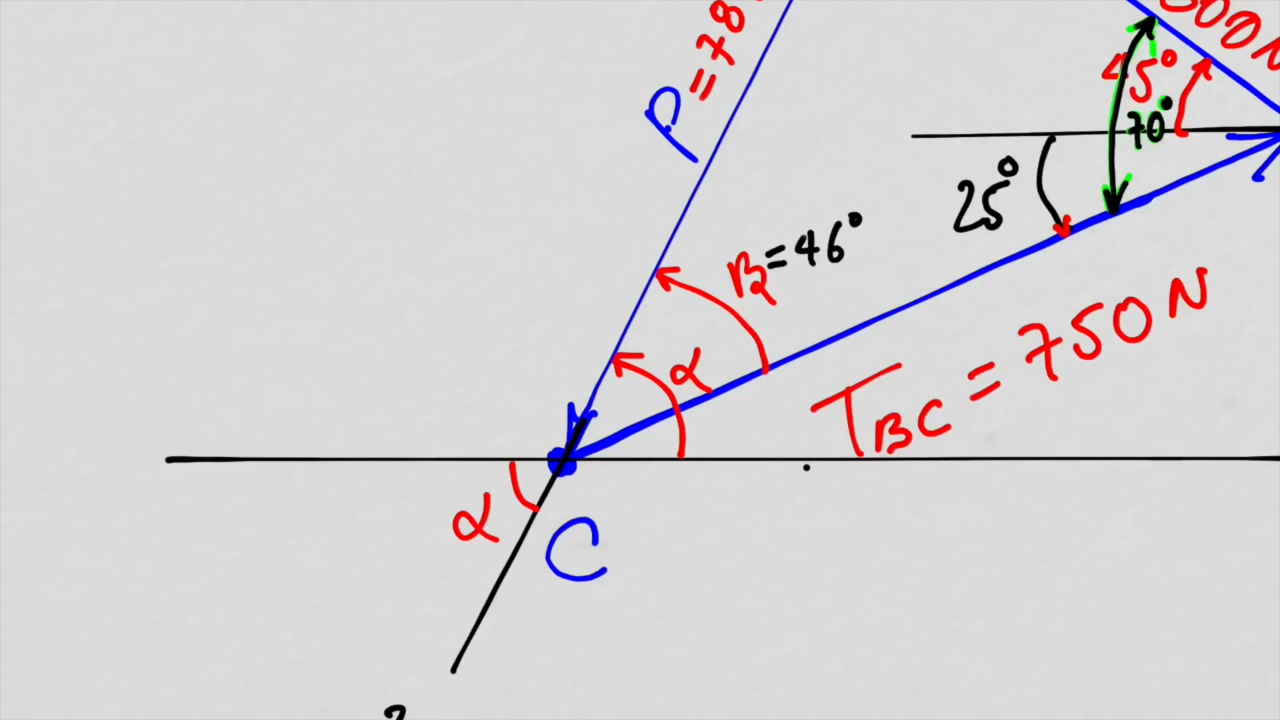 P = 78
45°
70°
25°
β = 46°
α
T_BC = 750 N
α
C